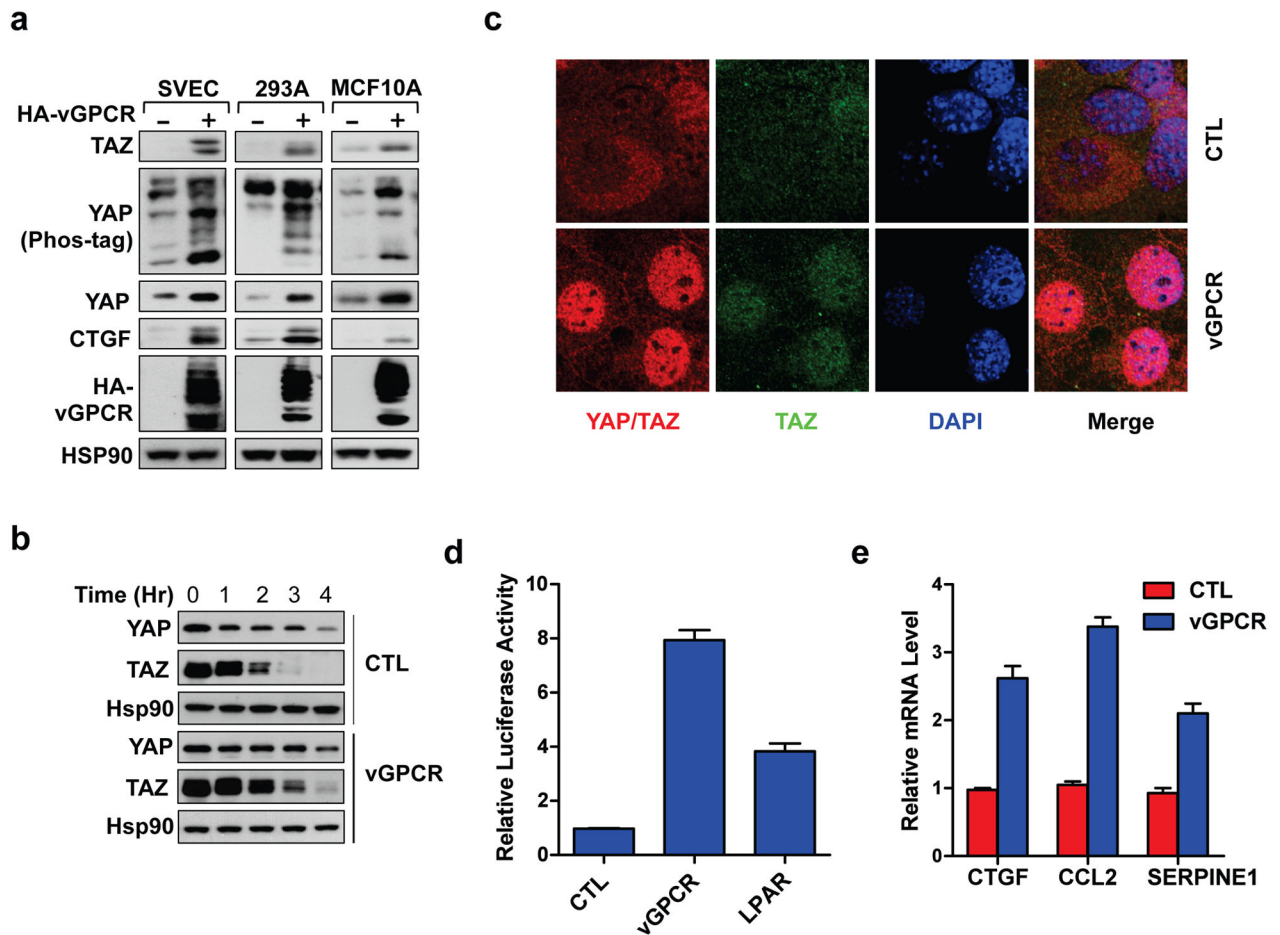 a
SVEC 293A MCF10A
HA-vGPCR − + − + − +
TAZ
YAP
(Phos-tag)
YAP
CTGF
HA-
vGPCR
HSP90
c
CTL
vGPCR
YAP/TAZ TAZ DAPI Merge
b
Time (Hr) 0 1 2 3 4
YAP
TAZ
Hsp90
CTL
YAP
TAZ
Hsp90
vGPCR
d
Relative Luciferase Activity
10
8
6
4
2
0
CTL vGPCR LPAR
e
Relative mRNA Level
4
3
2
1
0
CTL
vGPCR
CTGF CCL2 SERPINE1